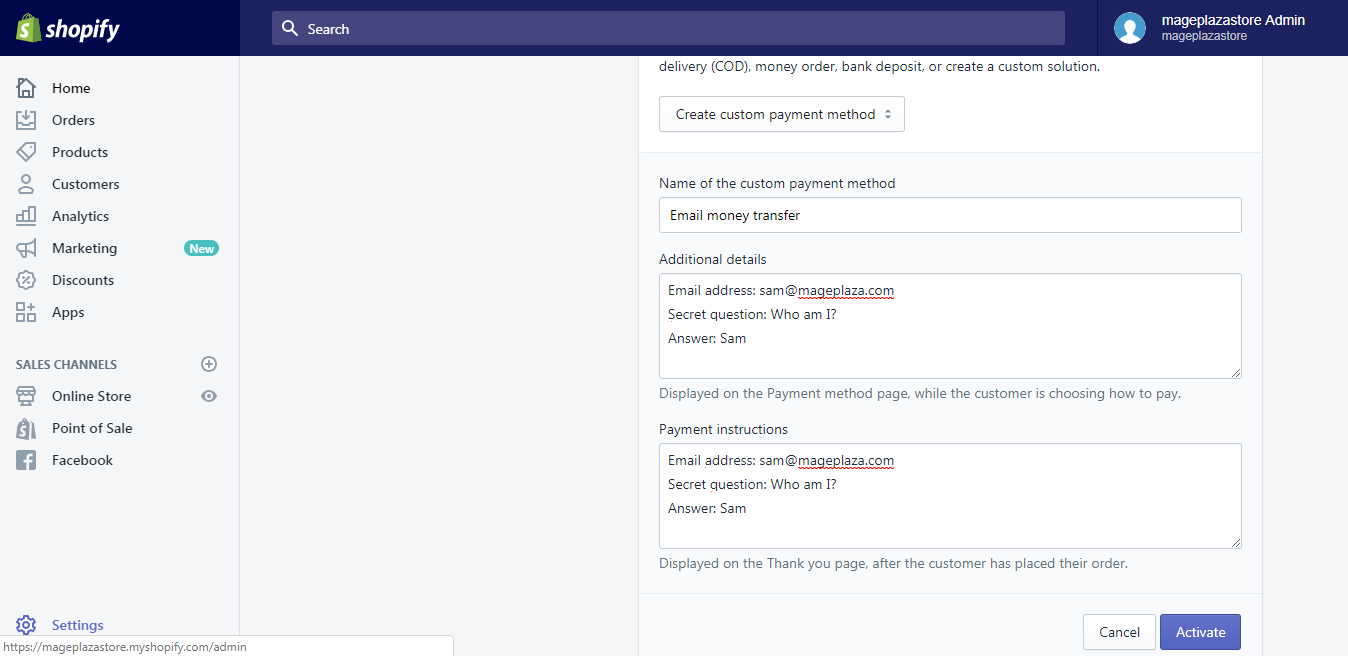 shopify
Search
mageplazastore Admin
mageplazastore
Home
Orders
Products
Customers
Analytics
Marketing New
Discounts
Apps
SALES CHANNELS
Online Store
Point of Sale
Facebook
Settings
https://mageplazastore.myshopify.com/admin
delivery (COD), money order, bank deposit, or create a custom solution.
Create custom payment method
Name of the custom payment method
Email money transfer
Additional details
Email address: sam@mageplaza.com
Secret question: Who am I?
Answer: Sam
Displayed on the Payment method page, while the customer is choosing how to pay.
Payment instructions
Email address: sam@mageplaza.com
Secret question: Who am I?
Answer: Sam
Displayed on the Thank you page, after the customer has placed their order.
Cancel Activate